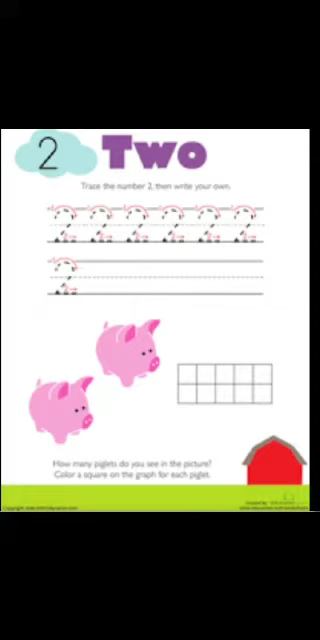 2
Two
Trace the number 2, then write your own.
How many piglets do you see in the picture?
Color a square on the graph for each piglet.